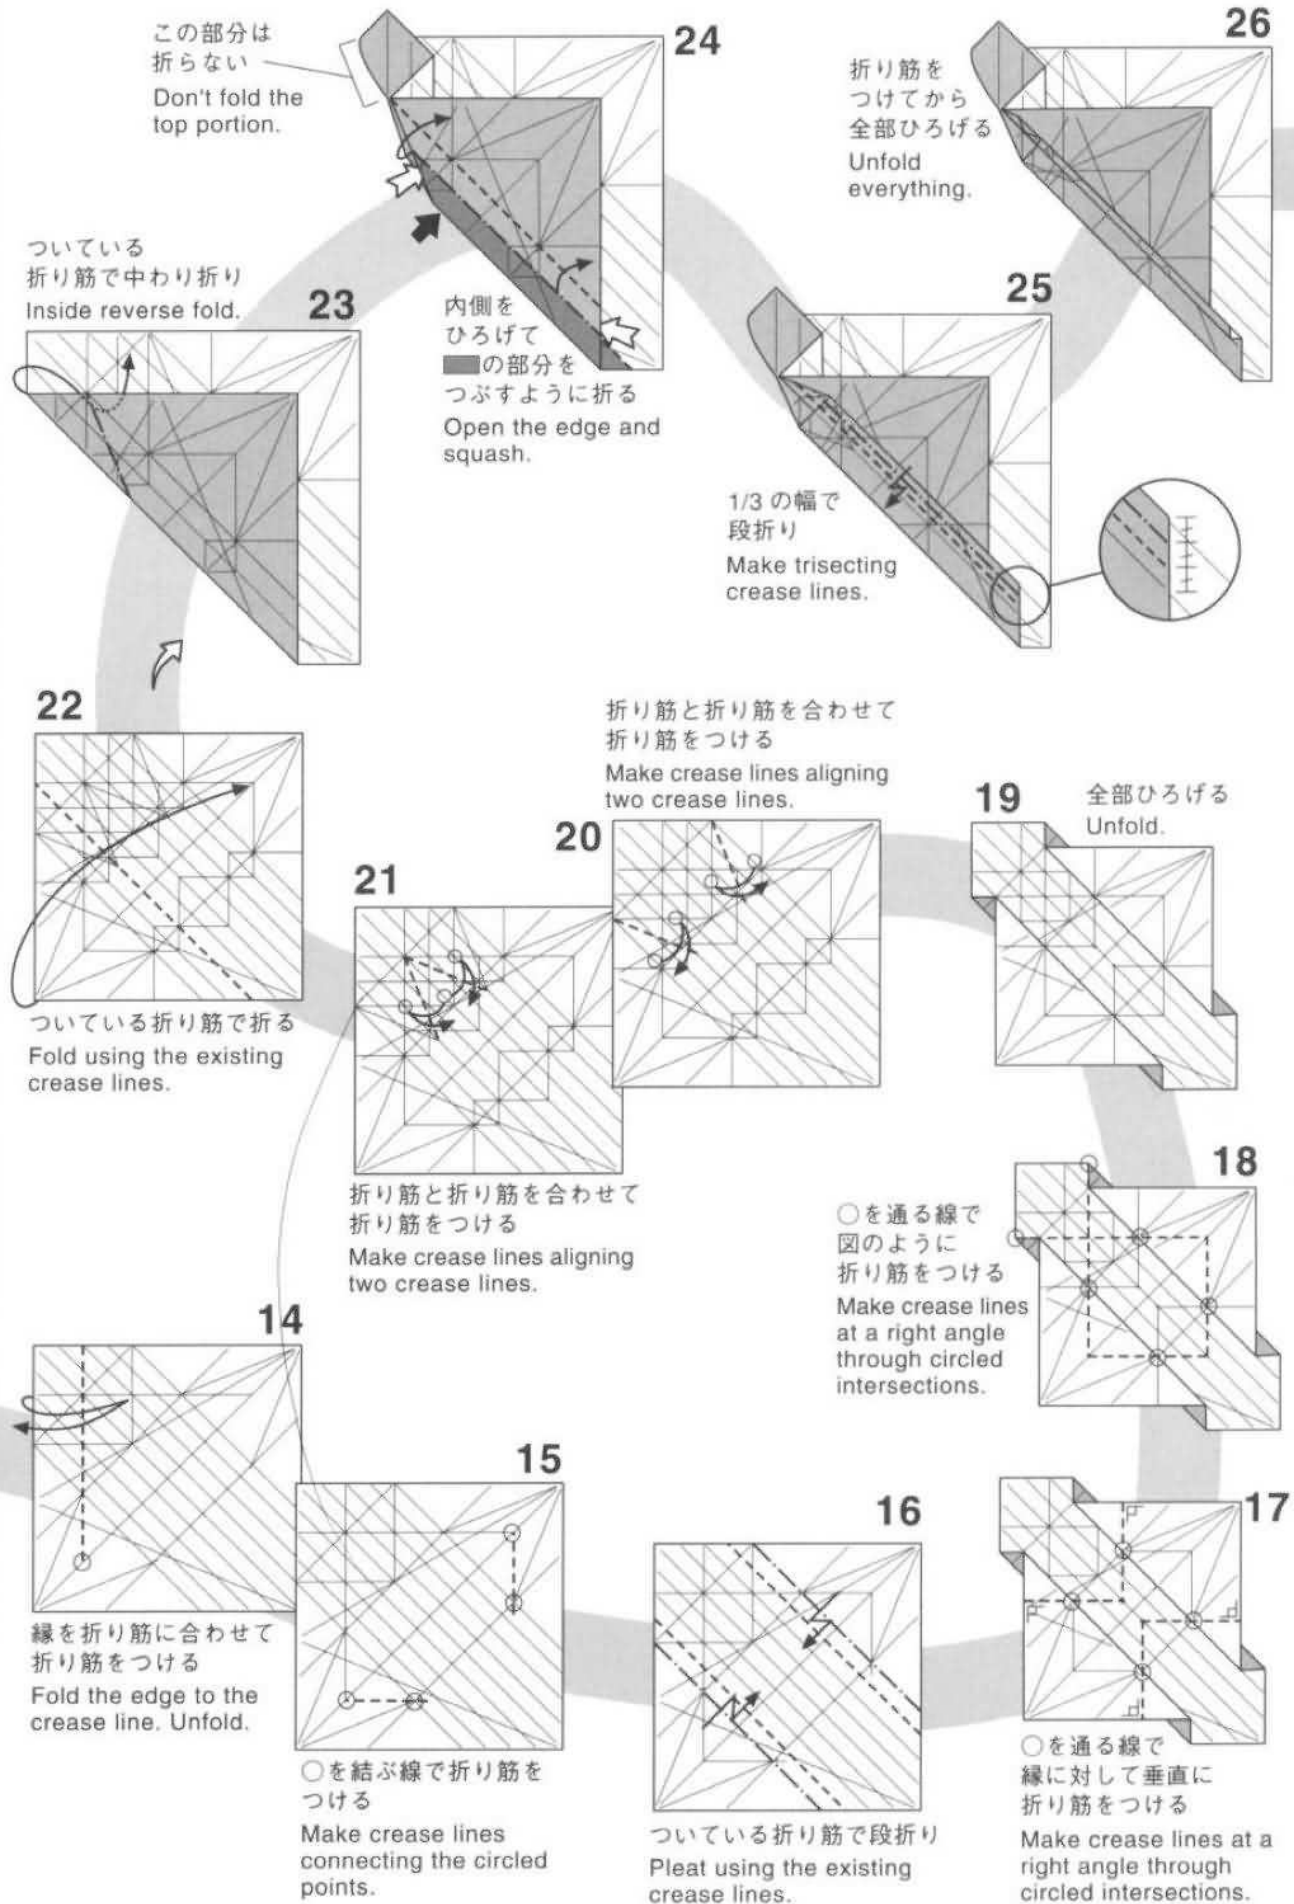 14
縁を折り筋に合わせて
折り筋をつける
Fold the edge to the
crease line. Unfold.
15
○を結ぶ線で折り筋を
つける
Make crease lines
connecting the circled
points.
16
ついている折り筋で段折り
Pleat using the existing
crease lines.
17
○を通る線で
縁に対して垂直に
折り筋をつける
Make crease lines at a
right angle through
circled intersections.
18
○を通る線で
図のように
折り筋をつける
Make crease lines
at a right angle
through circled
intersections.
19
全部ひろげる
Unfold.
20
折り筋と折り筋を合わせて
折り筋をつける
Make crease lines aligning
two crease lines.
21
折り筋と折り筋を合わせて
折り筋をつける
Make crease lines aligning
two crease lines.
22
ついている折り筋で折る
Fold using the existing
crease lines.
23
ついている
折り筋で中わり折り
Inside reverse fold.
24
この部分は
折らない
Don't fold the
top portion.
内側を
ひろげて
の部分を
つぶすように折る
Open the edge and
squash.
25
1/3 の幅で
段折り
Make trisecting
crease lines.
26
折り筋を
つけてから
全部ひろげる
Unfold
everything.